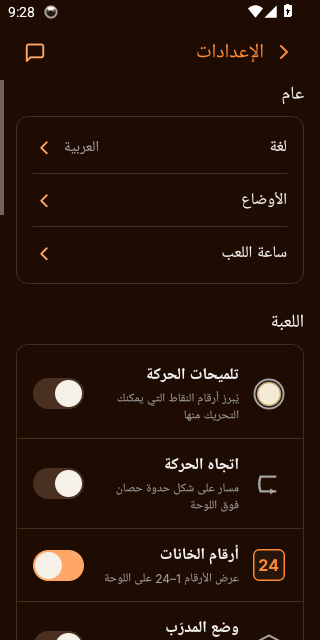 9:28
الإعدادات
عام
لغة
العربية
الأوضاع
ساعة اللعب
اللعبة
تلميحات الحركة
يُبرز أرقام النقاط التي يمكنك
التحريك منها
اتجاه الحركة
مسار على شكل حدوة حصان
فوق اللوحة
24
أرقام الخانات
عرض الأرقام 1–24 على اللوحة
وضع المدرّب